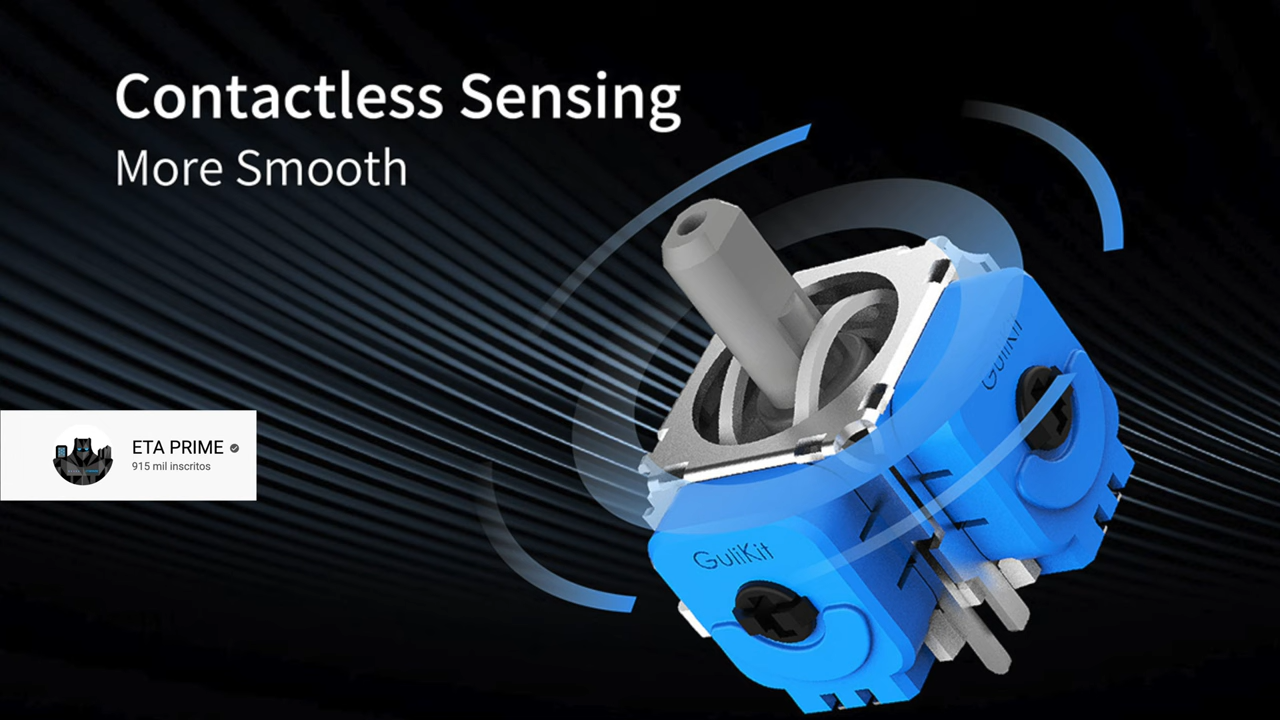 Contactless Sensing
More Smooth
GuliKit
ETA PRIME
915 mil inscritos
GuliKit